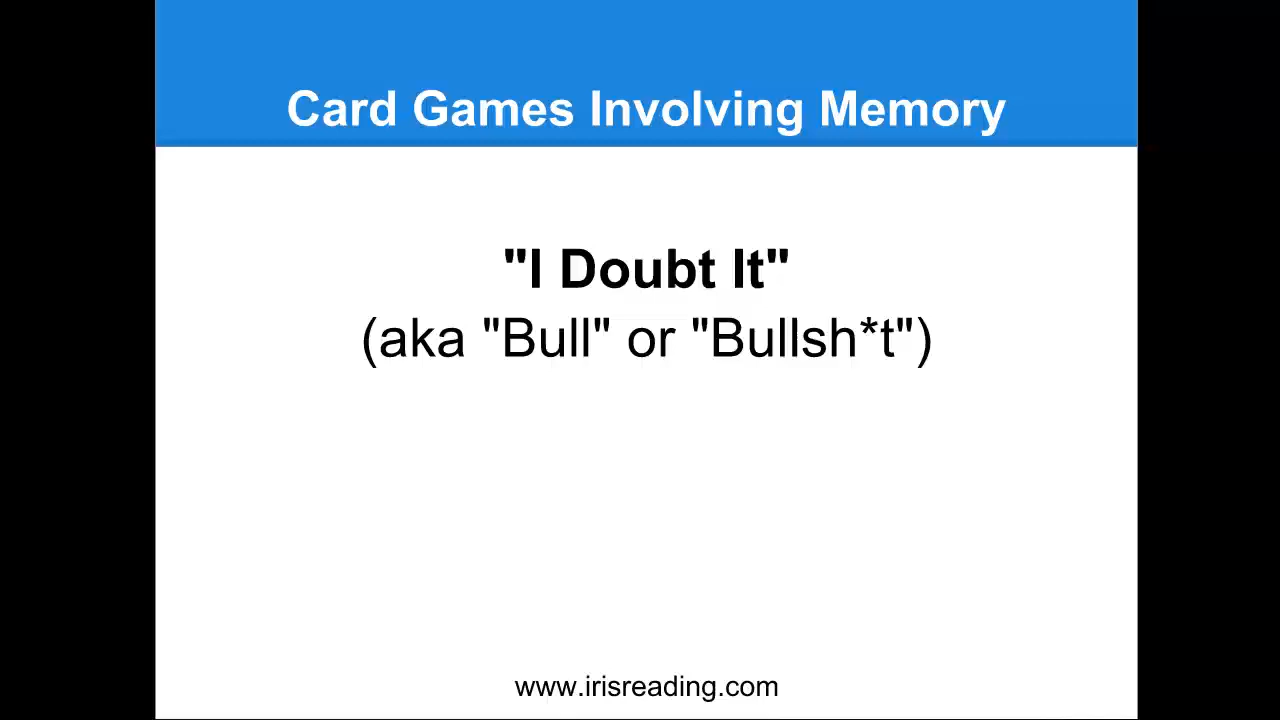 Card Games Involving Memory
"I Doubt It"
(aka "Bull" or "Bullsh*t")
www.irisreading.com